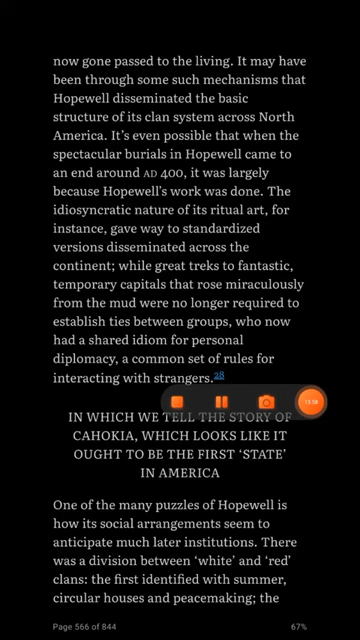 now gone passed to the living. It may have
been through some such mechanisms that
Hopewell disseminated the basic
structure of its clan system across North
America. It’s even possible that when the
spectacular burials in Hopewell came to
an end around AD 400, it was largely
because Hopewell’s work was done. The
idiosyncratic nature of its ritual art, for
instance, gave way to standardized
versions disseminated across the
continent; while great treks to fantastic,
temporary capitals that rose miraculously
from the mud were no longer required to
establish ties between groups, who now
had a shared idiom for personal
diplomacy, a common set of rules for
interacting with strangers.28
IN WHICH WE TELL THE STORY OF
CAHOKIA, WHICH LOOKS LIKE IT
OUGHT TO BE THE FIRST ‘STATE’
IN AMERICA
One of the many puzzles of Hopewell is
how its social arrangements seem to
anticipate much later institutions. There
was a division between ‘white’ and ‘red’
clans: the first identified with summer,
circular houses and peacemaking; the
Page 566 of 844 67%